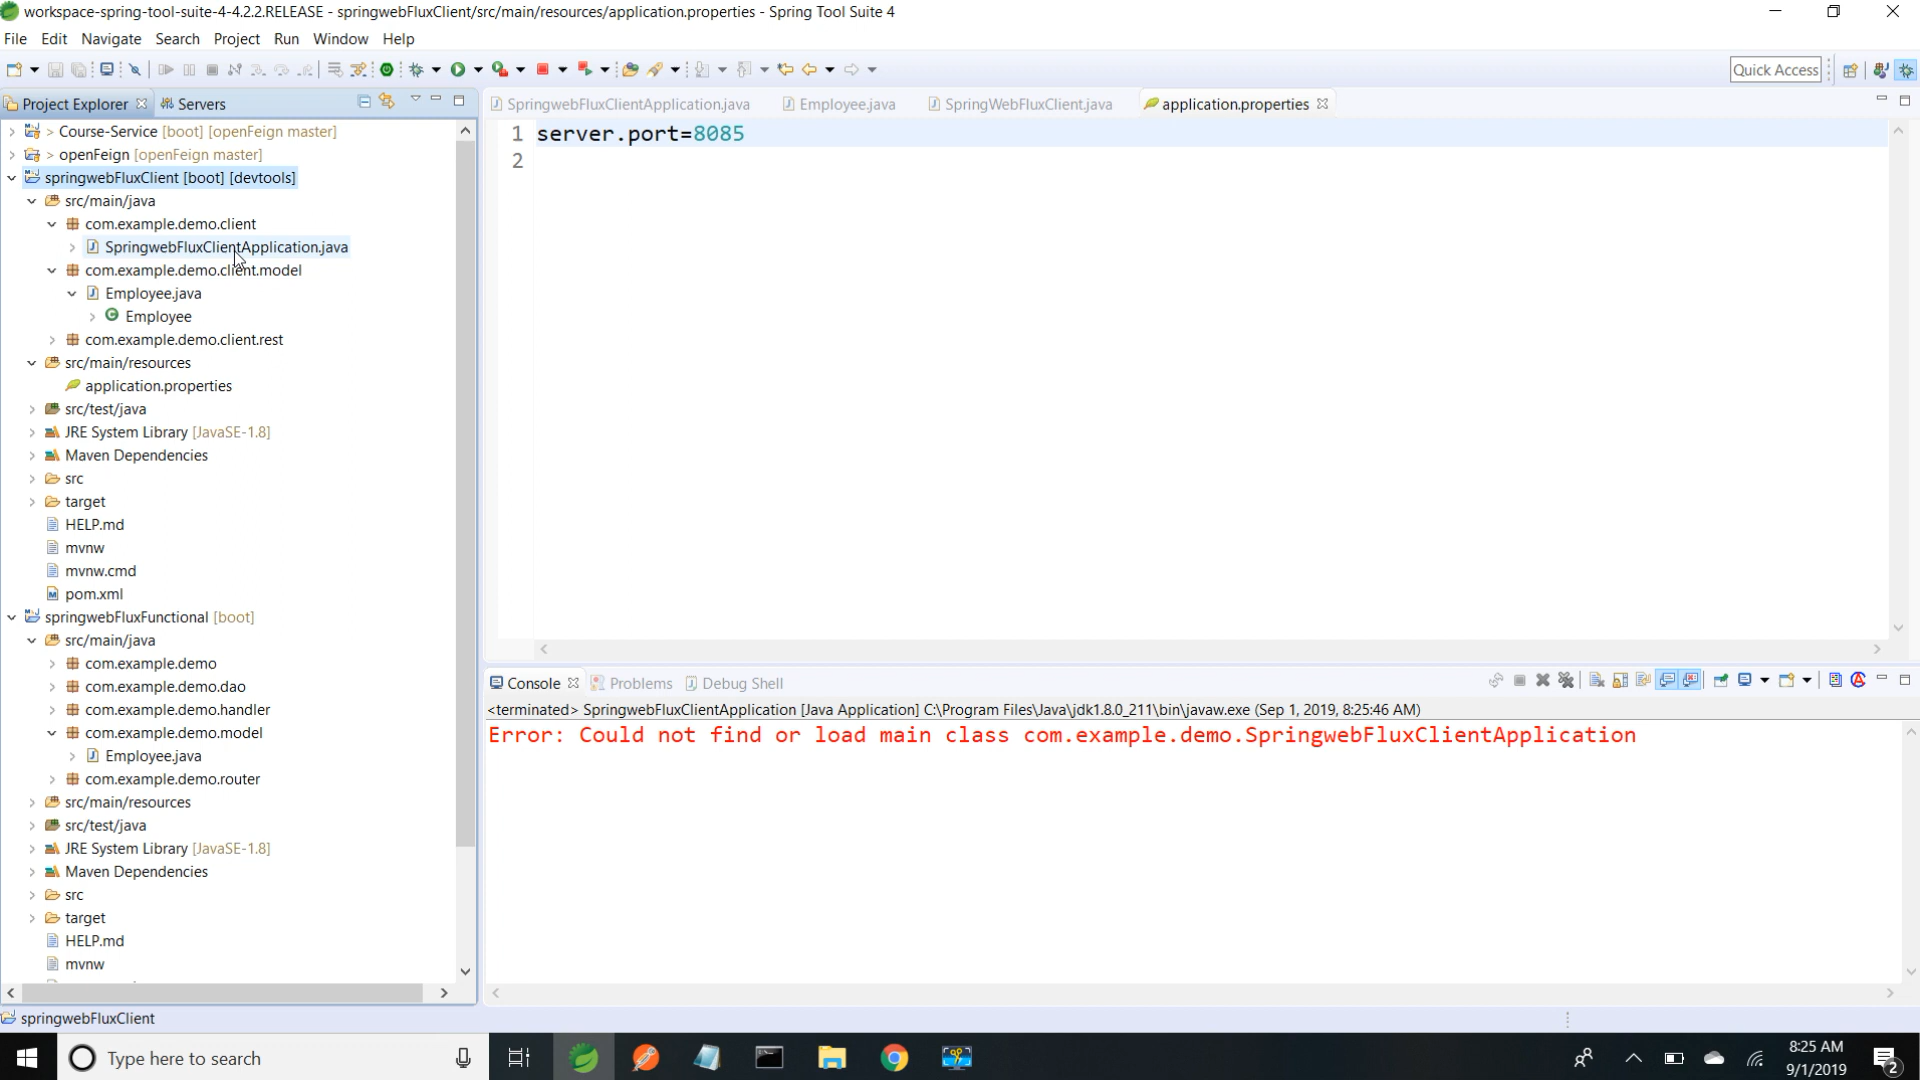 workspace-spring-tool-suite-4-4.2.2.RELEASE - springwebFluxClient/src/main/resources/application.properties - Spring Tool Suite 4
File Edit Navigate Search Project Run Window Help
Quick Access
Project Explorer Servers
SpringwebFluxClientApplication.java Employee.java SpringWebFluxClient.java application.properties
> Course-Service [boot] [openFeign master]
> openFeign [openFeign master]
springwebFluxClient [boot] [devtools]
src/main/java
com.example.demo.client
SpringwebFluxClientApplication.java
com.example.demo.client.model
Employee.java
Employee
com.example.demo.client.rest
src/main/resources
application.properties
src/test/java
JRE System Library [JavaSE-1.8]
Maven Dependencies
src
target
HELP.md
mvnw
mvnw.cmd
pom.xml
springwebFluxFunctional [boot]
src/main/java
com.example.demo
com.example.demo.dao
com.example.demo.handler
com.example.demo.model
Employee.java
com.example.demo.router
src/main/resources
src/test/java
JRE System Library [JavaSE-1.8]
Maven Dependencies
src
target
HELP.md
mvnw
1 server.port=8085
2
Console Problems Debug Shell
<terminated> SpringwebFluxClientApplication [Java Application] C:\Program Files\Java\jdk1.8.0_211\bin\javaw.exe (Sep 1, 2019, 8:25:46 AM)
Error: Could not find or load main class com.example.demo.SpringwebFluxClientApplication
springwebFluxClient
Type here to search
8:25 AM
9/1/2019
2